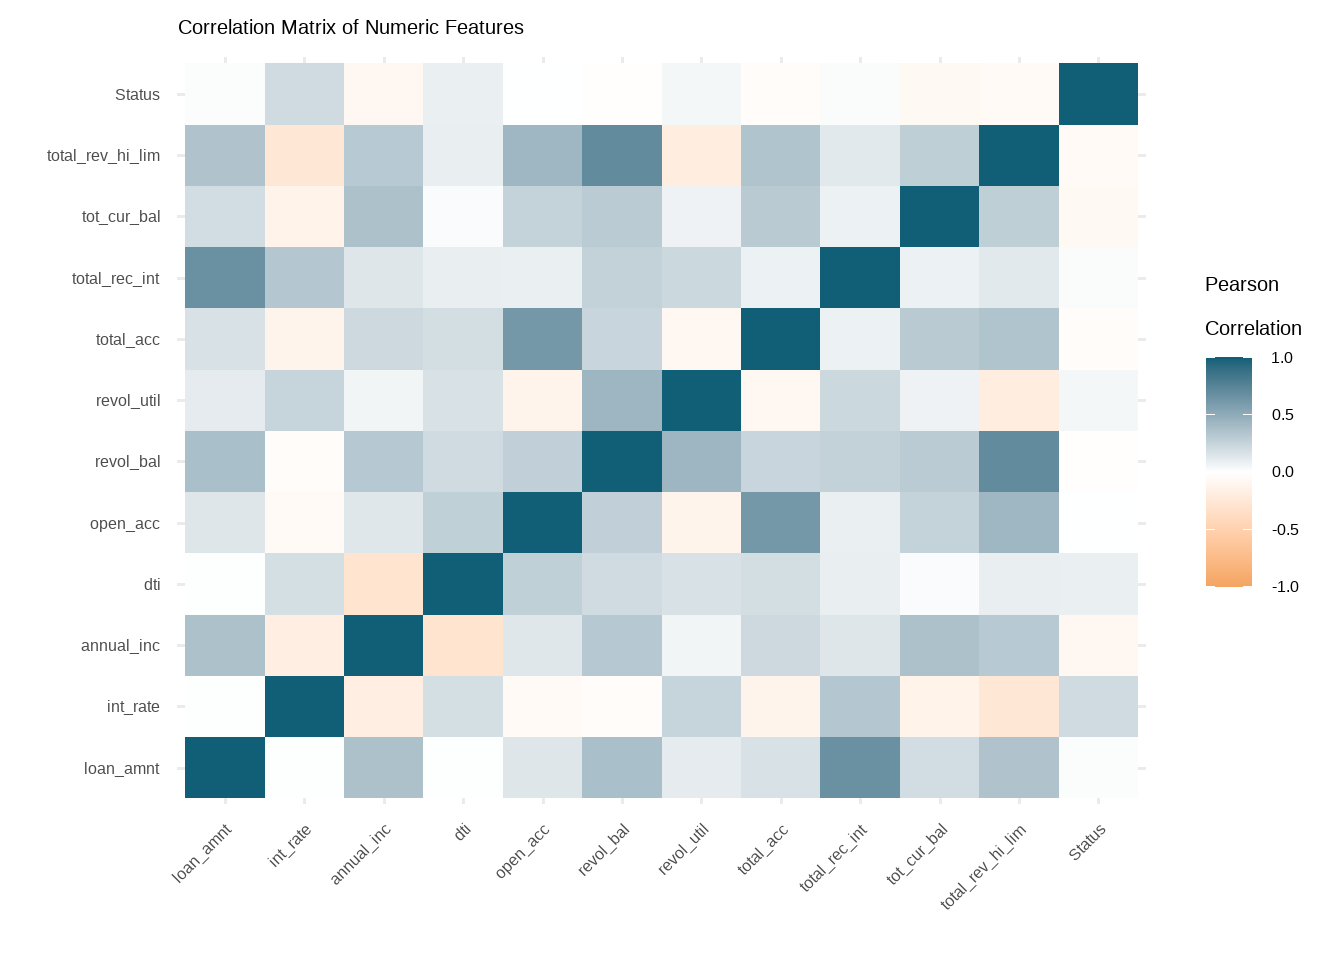 Correlation Matrix of Numeric Features
Status
total_rev_hi_lim
tot_cur_bal
total_rec_int
total_acc
revol_util
revol_bal
open_acc
dti
annual_inc
int_rate
loan_amnt
loan_amnt
int_rate
annual_inc
dti
open_acc
revol_bal
revol_util
total_acc
total_rec_int
tot_cur_bal
total_rev_hi_lim
Status
Pearson
Correlation
1.0
0.5
0.0
-0.5
-1.0